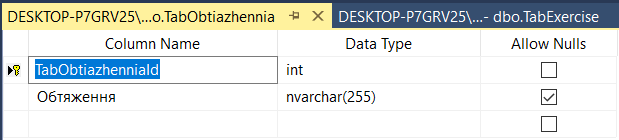 DESKTOP-P7GRV25\...o.TabObtiazhennia DESKTOP-P7GRV25\...- dbo.TabExercise
Column Name Data Type Allow Nulls
TabObtiazhenniaId int
Обтяження nvarchar(255)